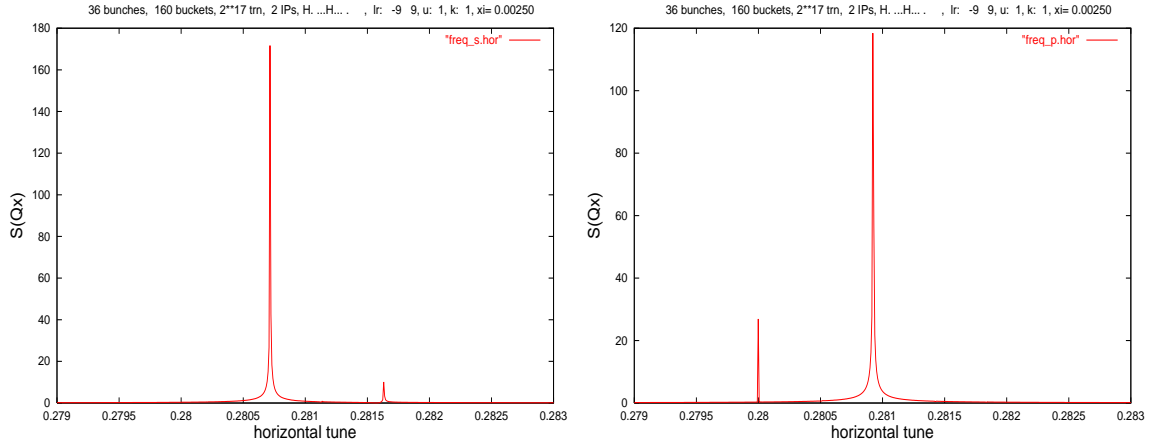 36 bunches, 160 buckets, 2**17 trn, 2 IPs, H. ...H... . , lr: -9 9, u: 1, k: 1, xi= 0.00250
"freq_s.hor"
180
160
140
120
100
80
60
40
20
0
S(Qx)
0.279 0.2795 0.28 0.2805 0.281 0.2815 0.282 0.2825 0.283
horizontal tune
36 bunches, 160 buckets, 2**17 trn, 2 IPs, H. ...H... . , lr: -9 9, u: 1, k: 1, xi= 0.00250
"freq_p.hor"
120
100
80
60
40
20
0
S(Qx)
0.279 0.2795 0.28 0.2805 0.281 0.2815 0.282 0.2825 0.283
horizontal tune